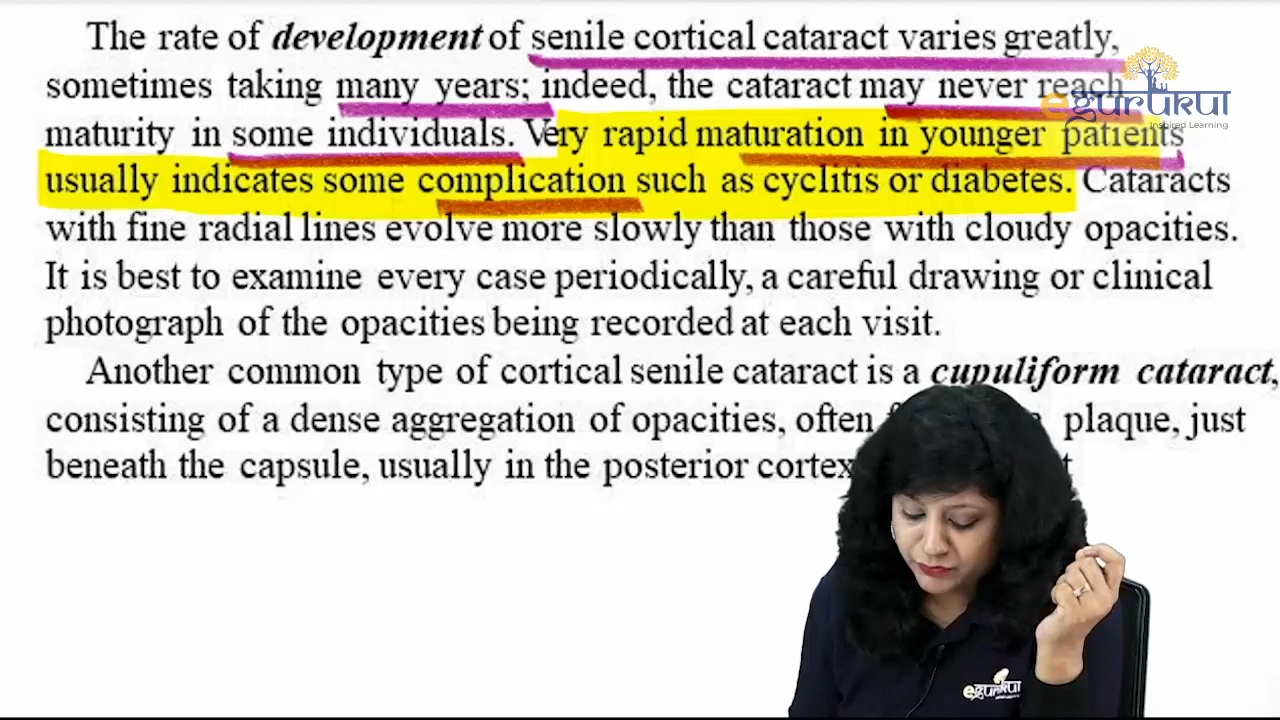 The rate of development of senile cortical cataract varies greatly,
sometimes taking many years; indeed, the cataract may never reach
maturity in some individuals. Very rapid maturation in younger patients
usually indicates some complication such as cyclitis or diabetes. Cataracts
with fine radial lines evolve more slowly than those with cloudy opacities.
It is best to examine every case periodically, a careful drawing or clinical
photograph of the opacities being recorded at each visit.
Another common type of cortical senile cataract is a cupuliform cataract,
consisting of a dense aggregation of opacities, often plaque, just
beneath the capsule, usually in the posterior cortex
egurukul
Inspired Learning
egurukul